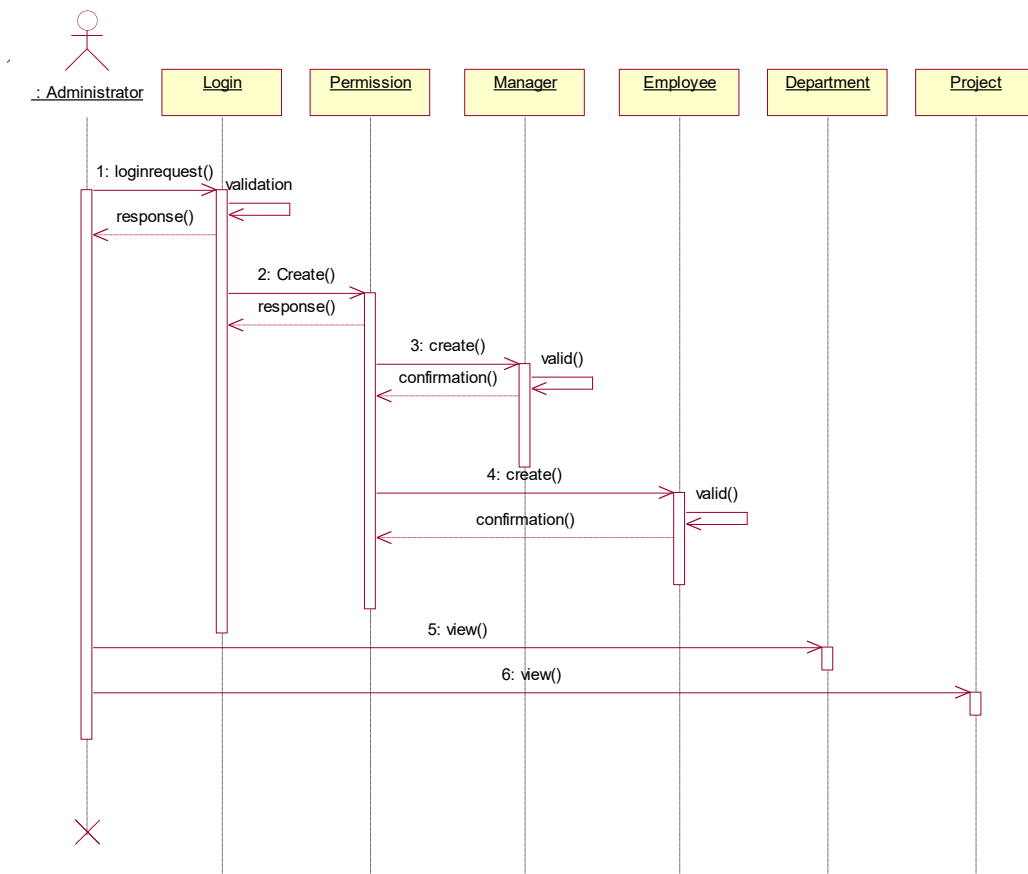 : Administrator
Login
Permission
Manager
Employee
Department
Project
1: loginrequest()
validation
response()
2: Create()
response()
3: create()
valid()
confirmation()
4: create()
valid()
confirmation()
5: view()
6: view()